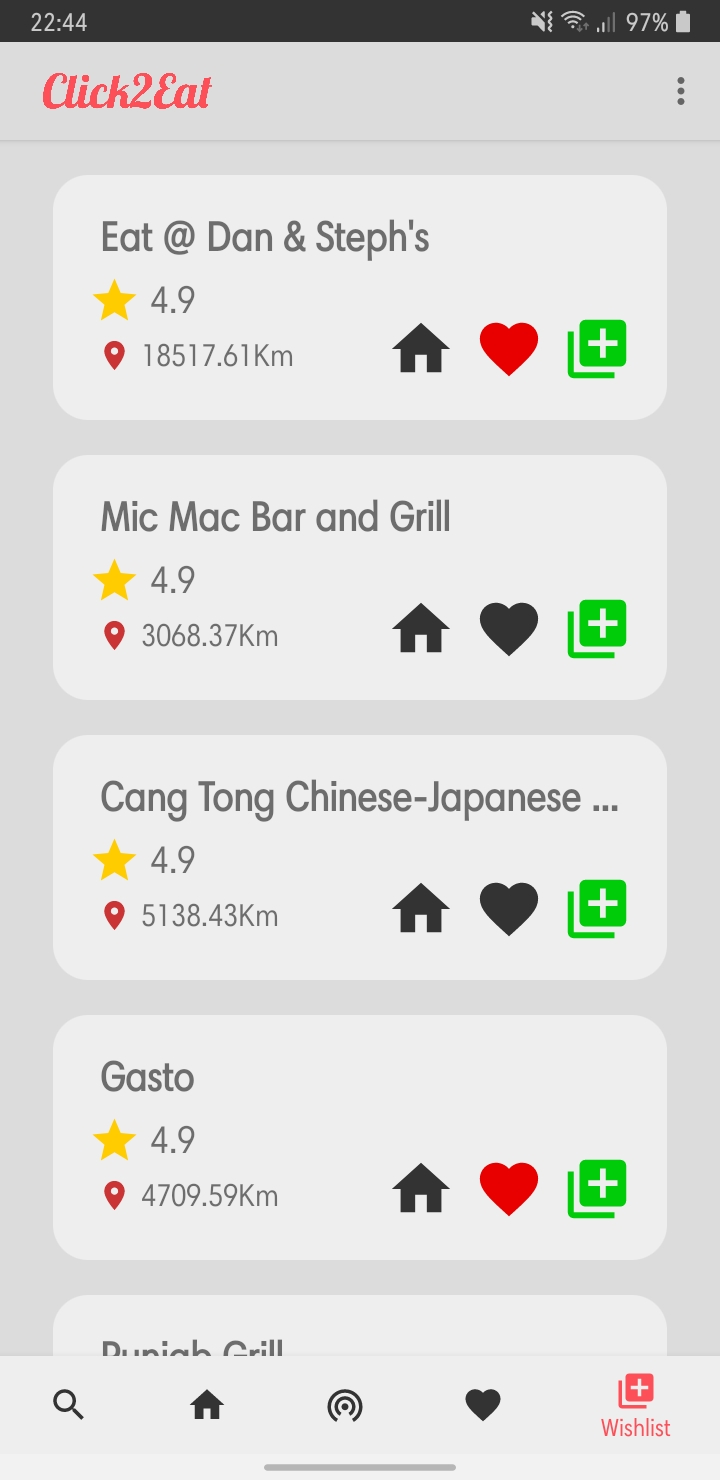 22:44
97%
Click2Eat
Eat @ Dan & Steph's
4.9
18517.61Km
Mic Mac Bar and Grill
4.9
3068.37Km
Cang Tong Chinese-Japanese ...
4.9
5138.43Km
Gasto
4.9
4709.59Km
Punjab Grill
Wishlist